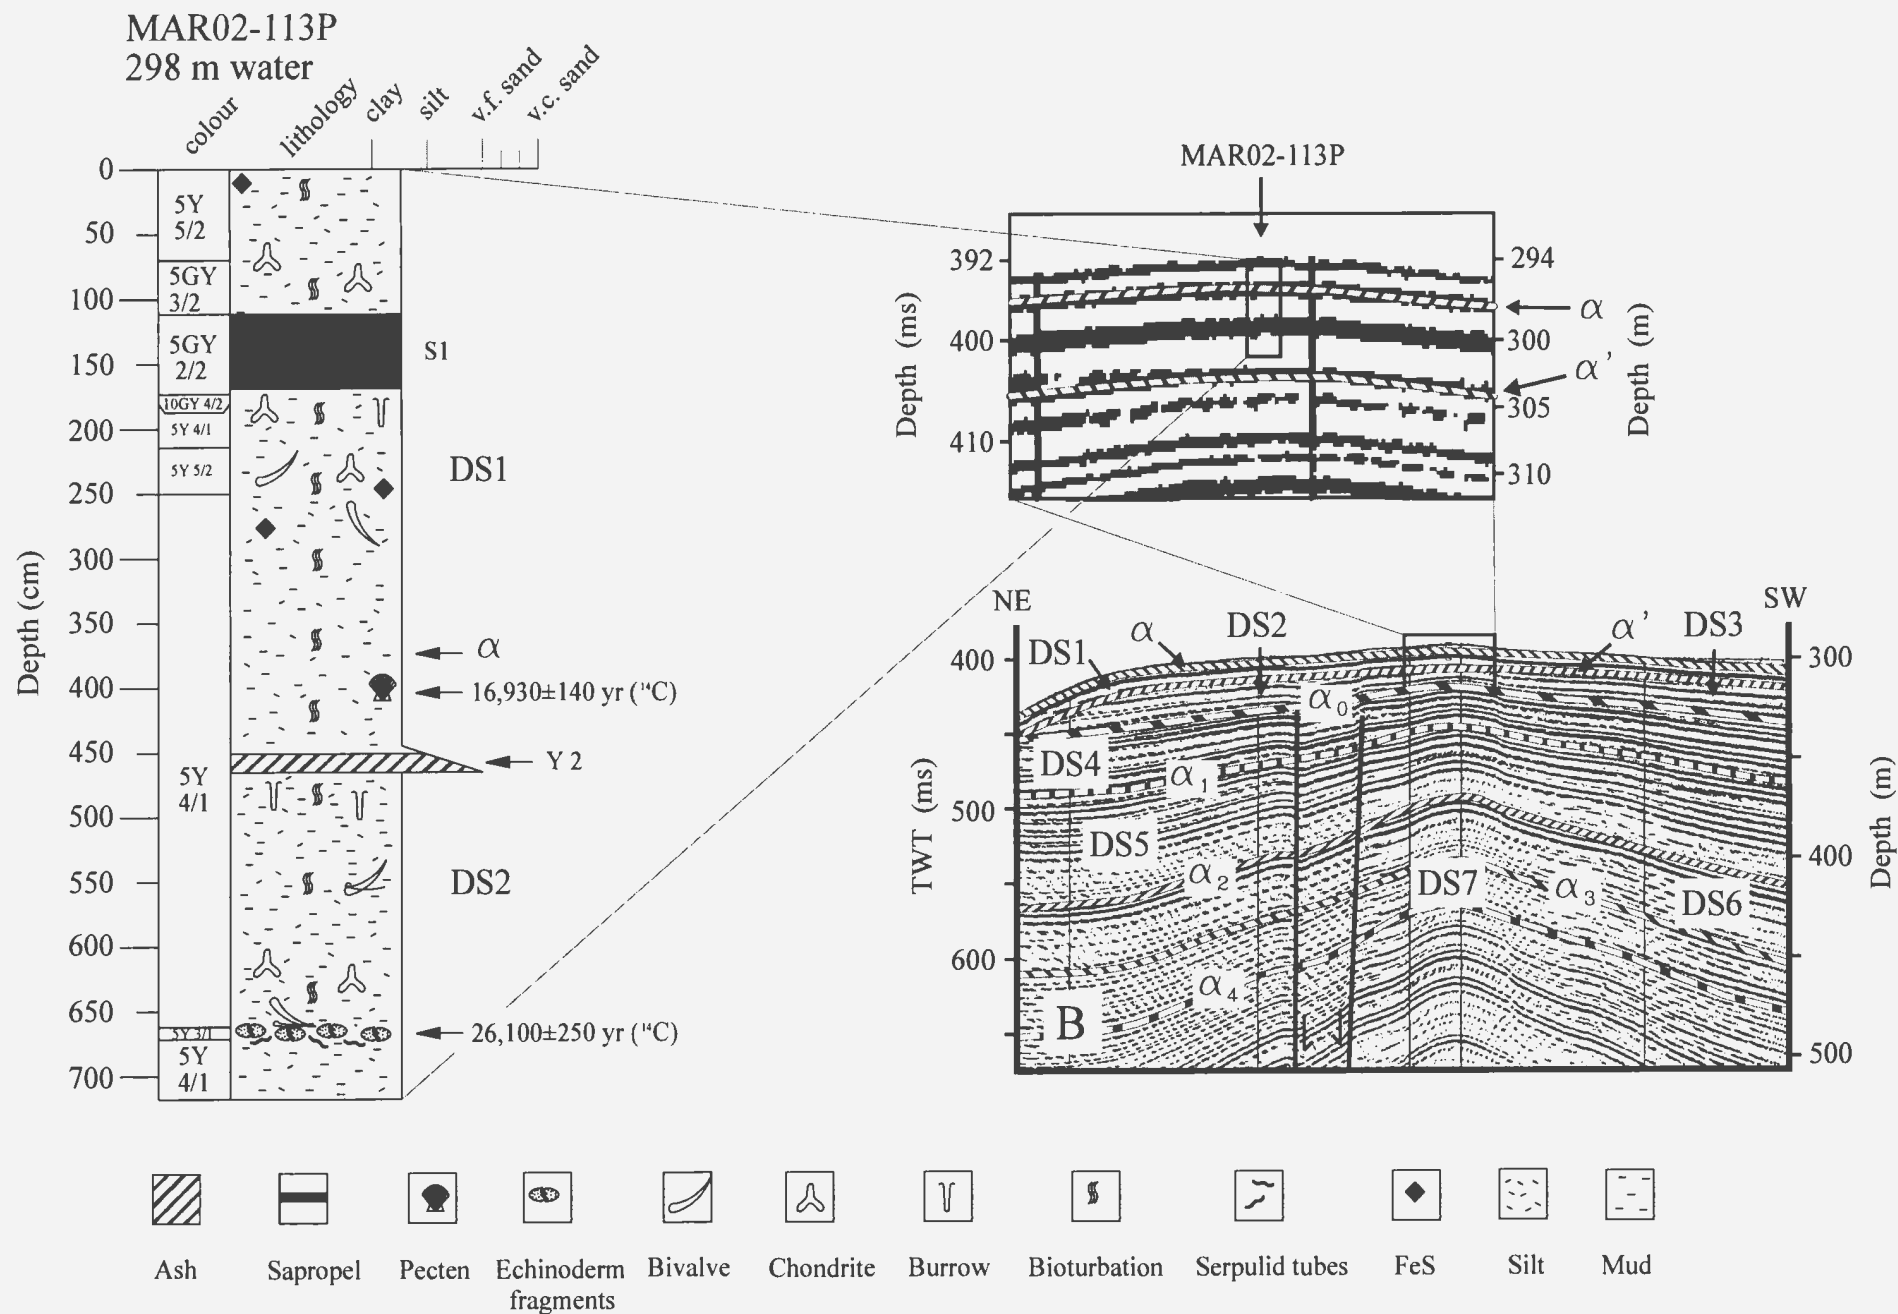 MAR02-113P
298 m water
colour
lithology
clay
silt
v.f. sand
v.c. sand
Depth (cm)
0
50
100
150
200
250
300
350
400
450
500
550
600
650
700
5Y
5/2
5GY
3/2
5GY
2/2
10GY 4/2
5Y 4/1
5Y 5/2
5Y
4/1
5Y 3/1
5Y
4/1
S1
DS1
α
16,930±140 yr (¹⁴C)
Y 2
DS2
26,100±250 yr (¹⁴C)
MAR02-113P
Depth (ms)
392
400
410
294
300
305
310
Depth (m)
α
α'
NE
SW
TWT (ms)
400
500
600
300
400
500
Depth (m)
DS1
α
DS2
α'
DS3
α₀
DS4
α₁
DS5
α₂
DS7
α₃
DS6
α₄
B
Ash
Sapropel
Pecten
Echinoderm
fragments
Bivalve
Chondrite
Burrow
Bioturbation
Serpulid tubes
FeS
Silt
Mud